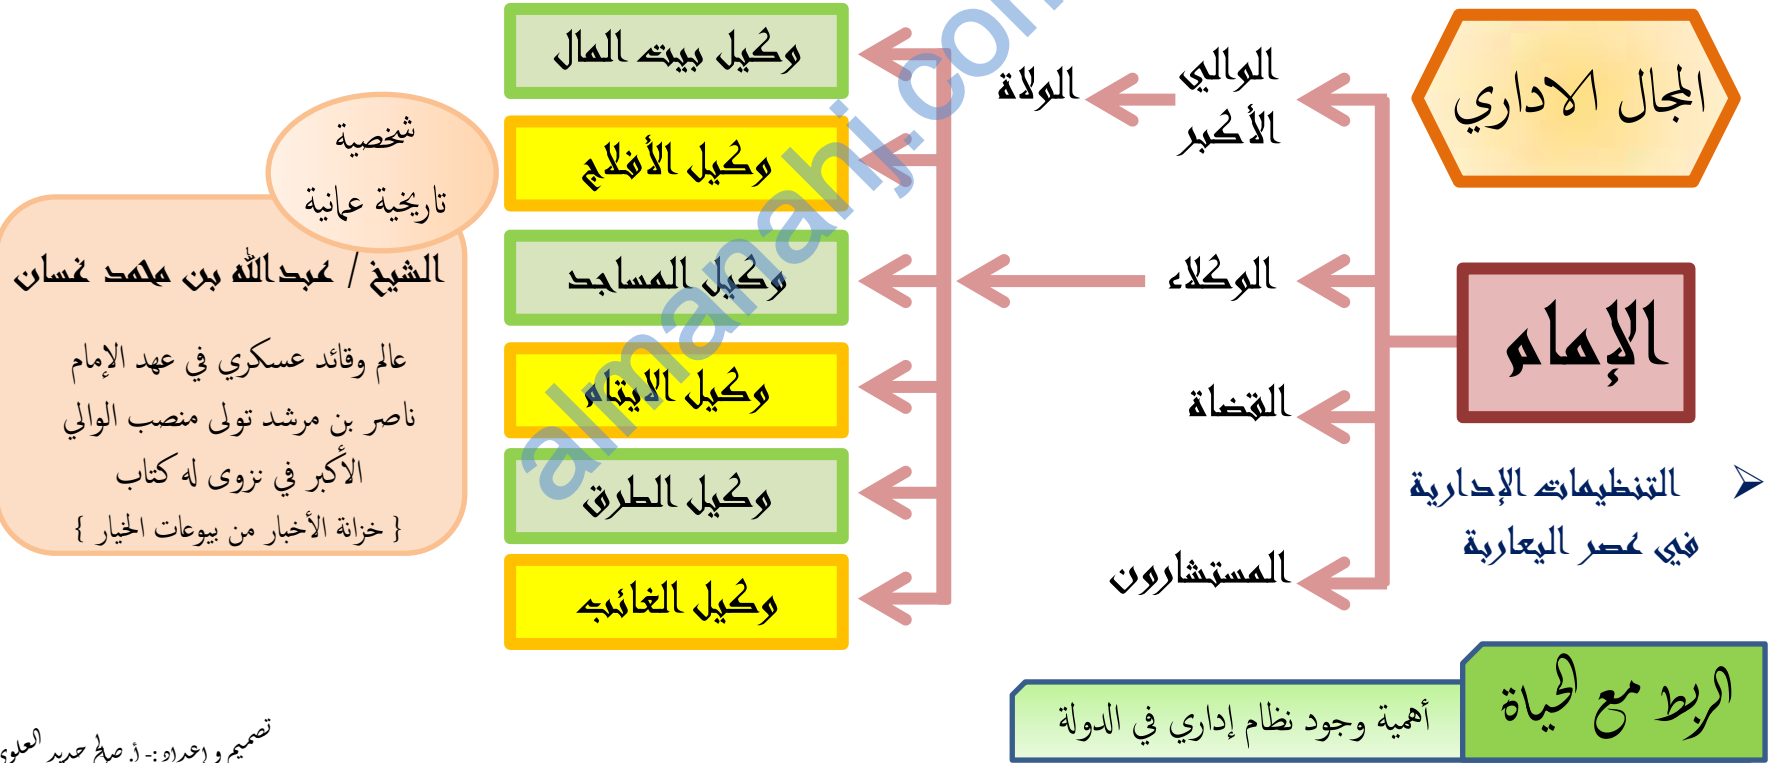 المجال الاداري
الإمام
التنظيمات الإدارية
في عصر اليعاربة
الوالي
الأكبر
الولاة
الوكلاء
القضاة
المستشارون
وكيل بيت المال
وكيل الأفلاج
وكيل المساجد
وكيل الايتام
وكيل الطرق
وكيل الغائب
شخصية
تاريخية عمانية
الشيخ / عبدالله بن محمد غسان
عالم وقائد عسكري في عهد الإمام
ناصر بن مرشد تولى منصب الوالي
الأكبر في نزوى له كتاب
{ خزانة الأخبار من بيوعات الخيار }
الربط مع الحياة
أهمية وجود نظام إداري في الدولة
تصميم و إعداد :- أ. صالح حديد العلوي
almanahj.com